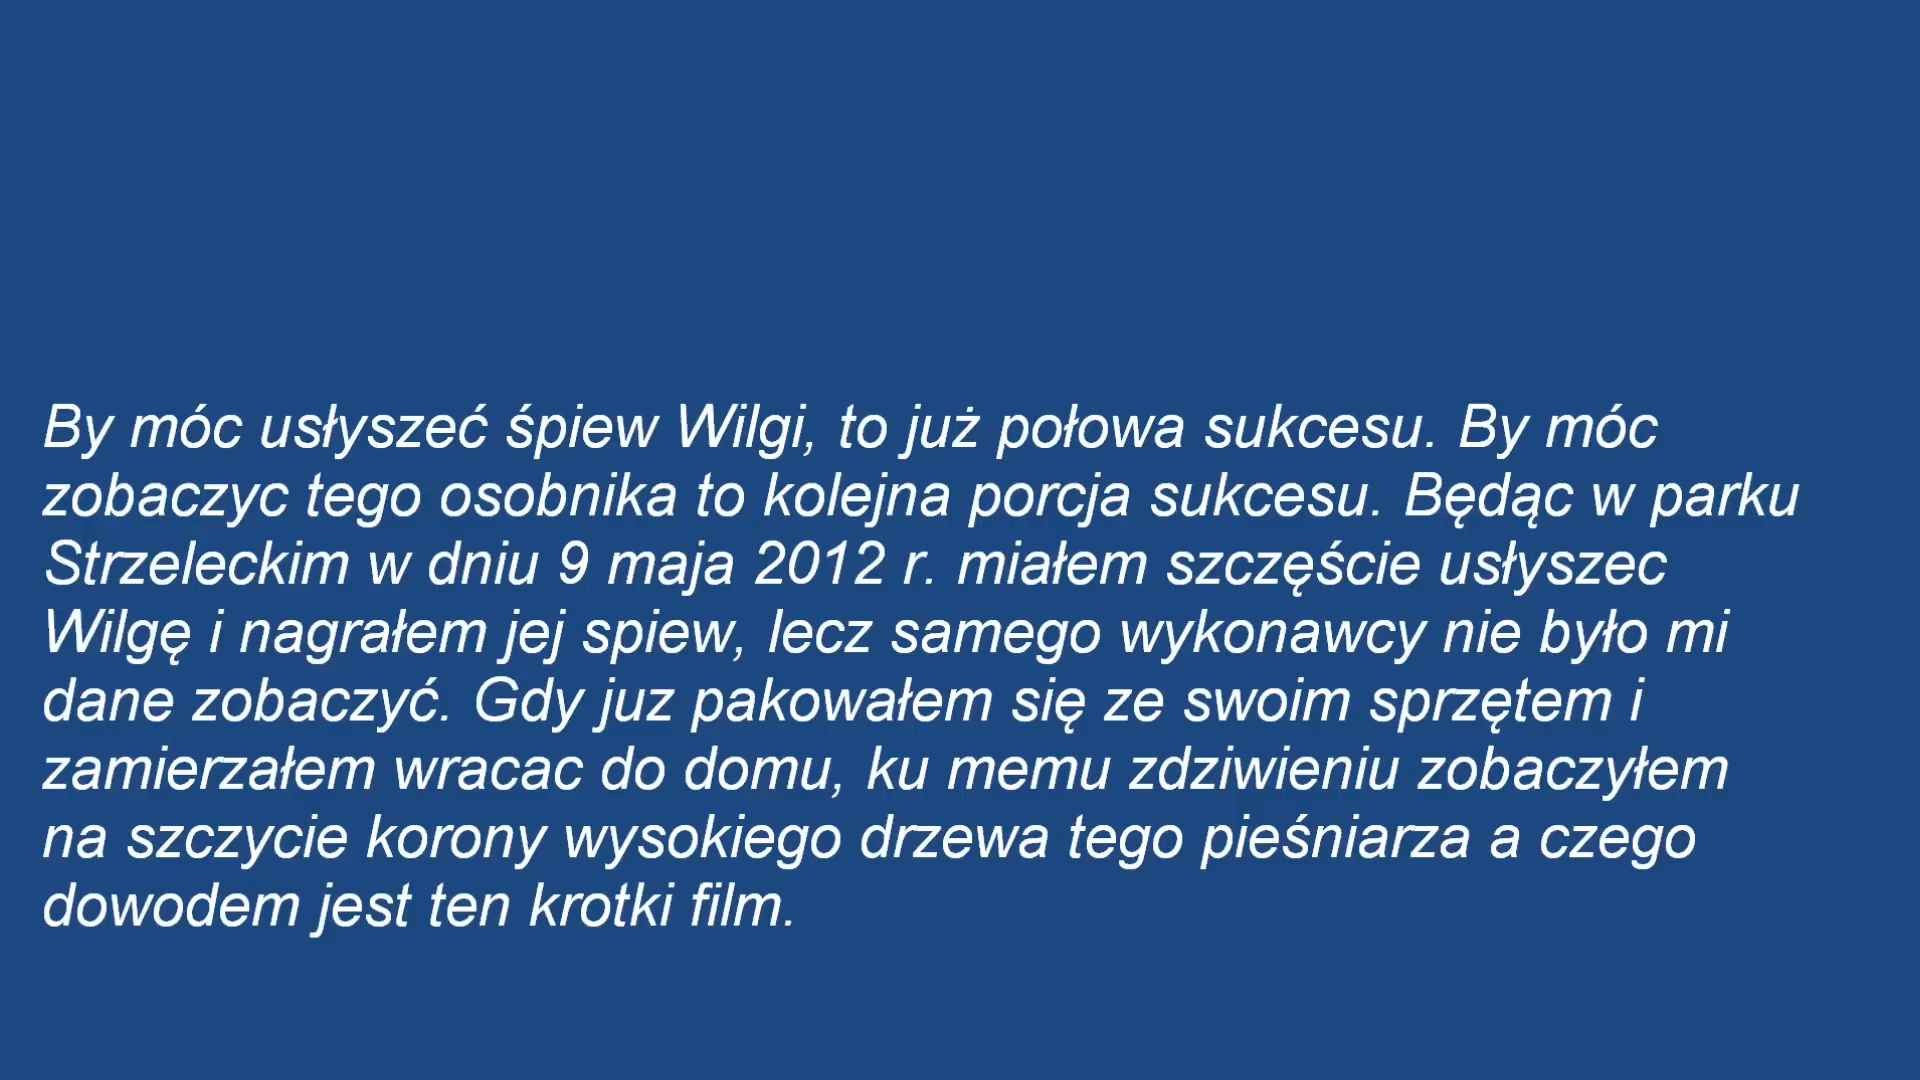 By móc usłyszeć śpiew Wilgi, to już połowa sukcesu. By móc
zobaczyc tego osobnika to kolejna porcja sukcesu. Będąc w parku
Strzeleckim w dniu 9 maja 2012 r. miałem szczęście usłyszec
Wilgę i nagrałem jej spiew, lecz samego wykonawcy nie było mi
dane zobaczyć. Gdy juz pakowałem się ze swoim sprzętem i
zamierzałem wracac do domu, ku memu zdziwieniu zobaczyłem
na szczycie korony wysokiego drzewa tego pieśniarza a czego
dowodem jest ten krotki film.